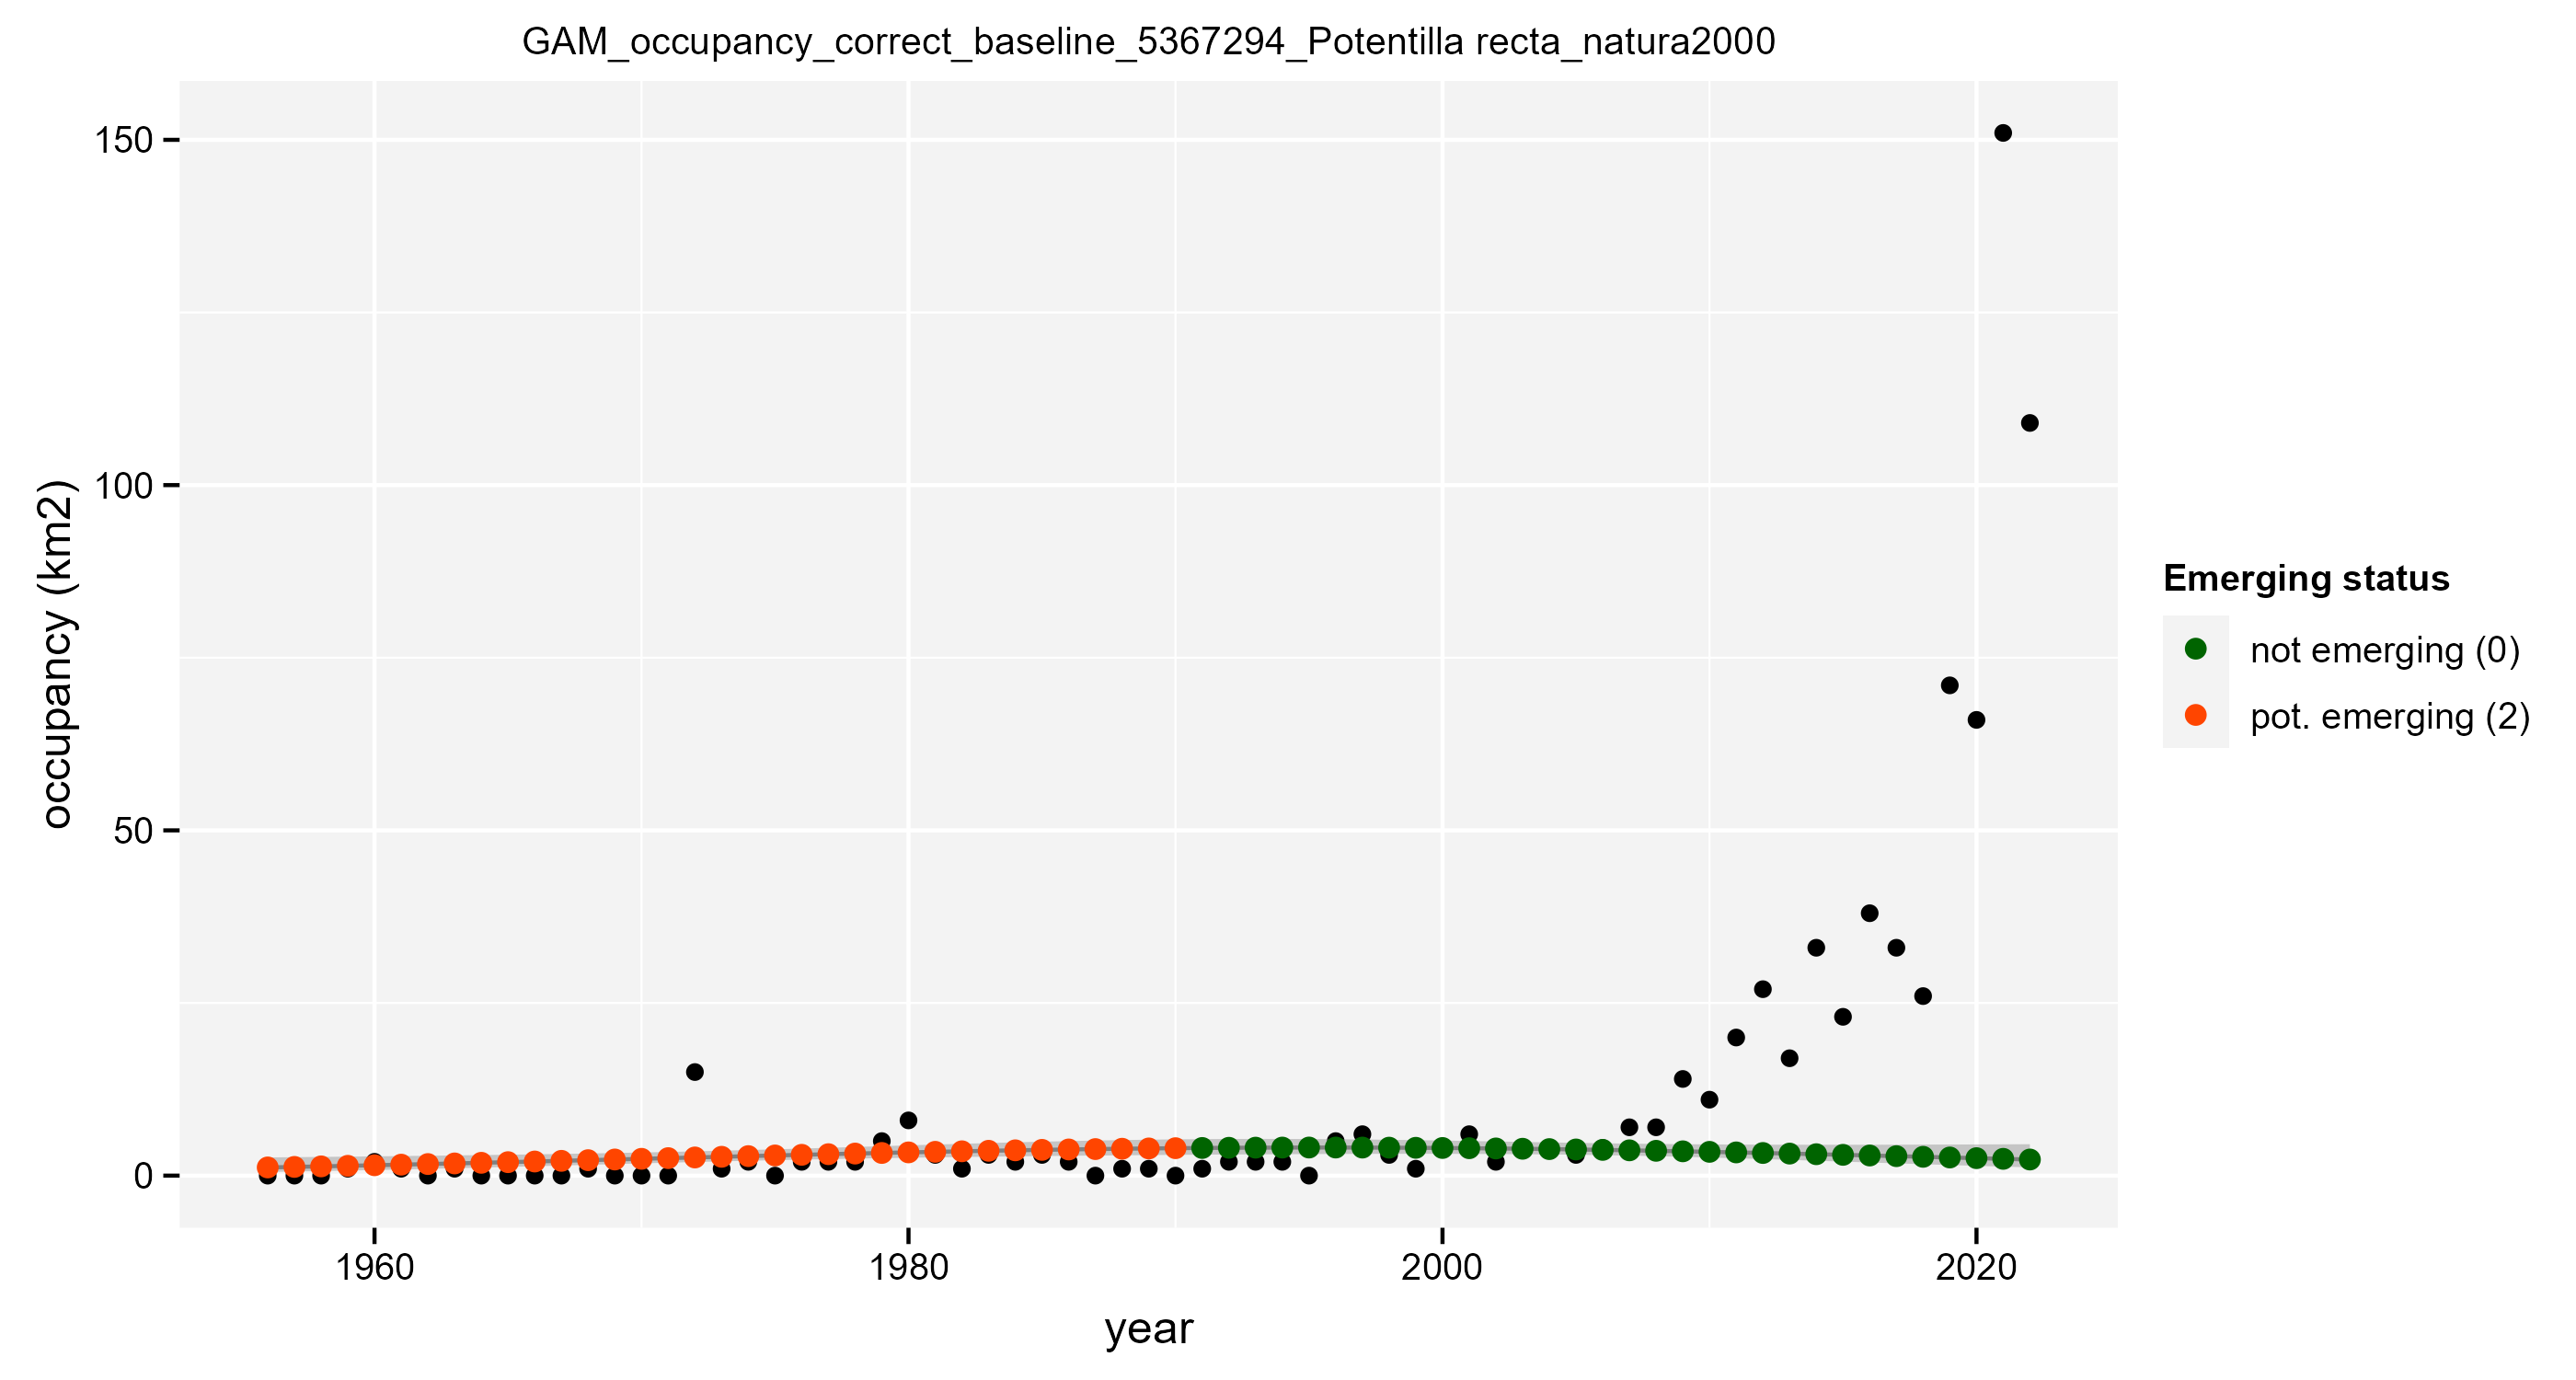 GAM_occupancy_correct_baseline_5367294_Potentilla recta_natura2000
150
100
50
0
occupancy (km2)
1960
1980
2000
2020
year
Emerging status
not emerging (0)
pot. emerging (2)